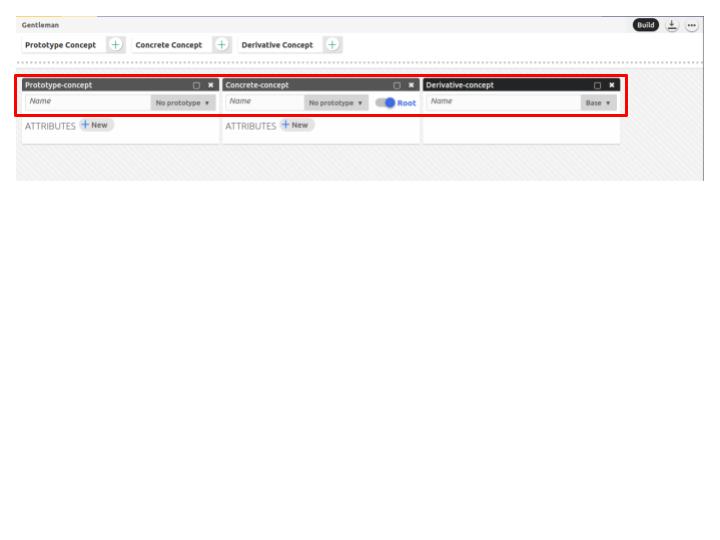 Gentleman Build
Prototype Concept Concrete Concept Derivative Concept
Prototype-concept Concrete-concept Derivative-concept
Name No prototype Name No prototype Root Name Base
ATTRIBUTES + New ATTRIBUTES + New